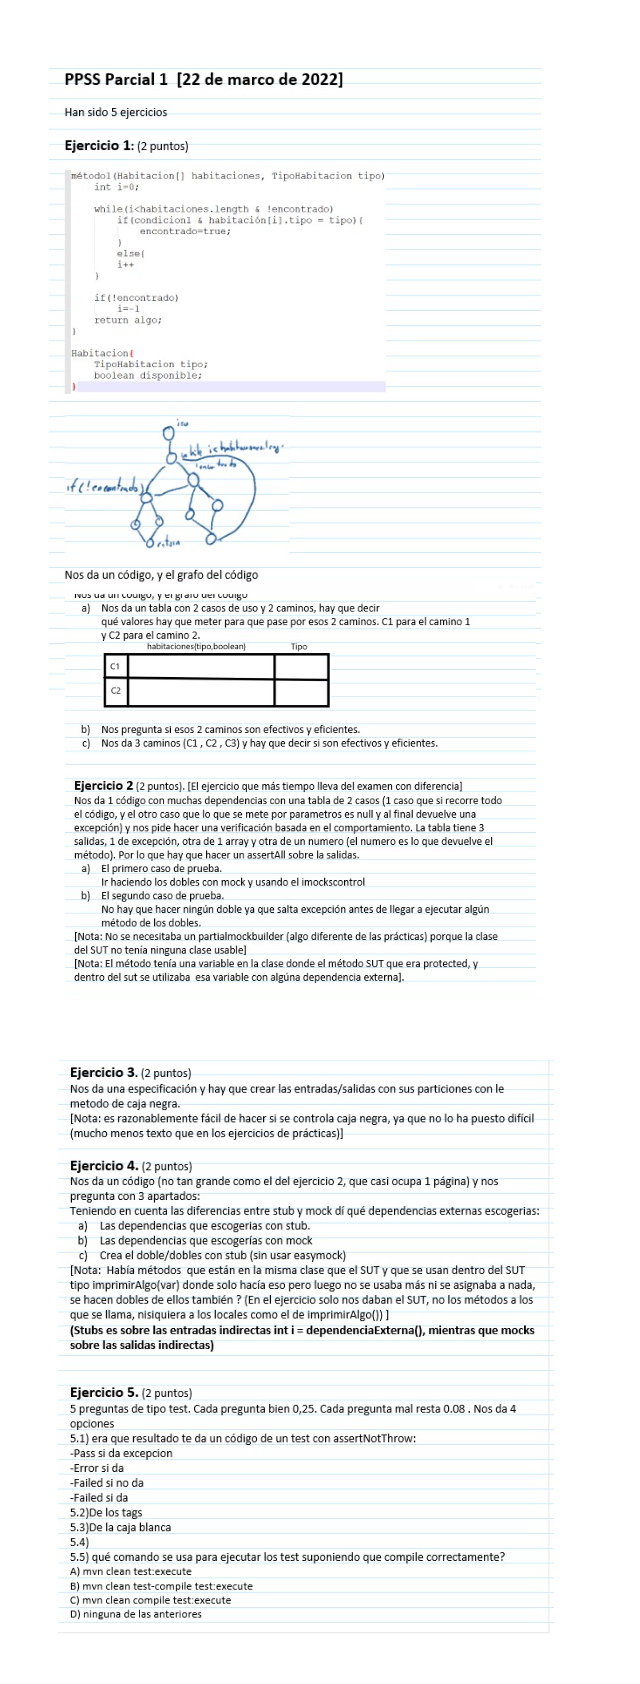 PPSS Parcial 1 [22 de marco de 2022]
Han sido 5 ejercicios
Ejercicio 1: (2 puntos)
método1(Habitacion[] habitaciones, TipoHabitacion tipo)
int i=0;
while(i<habitaciones.length & !encontrado)
if(condicion1 & habitación[i].tipo = tipo){
encontrado=true;
}
else{
i++
}
if(!encontrado)
i=-1
return algo;
}
Habitacion{
TipoHabitacion tipo;
boolean disponible;
}
i=0
while i<habitaciones.leng.
!encontrado
if(!encontrado)
return
Nos da un código, y el grafo del código
Nos da un código, y el grafo del código
a) Nos da un tabla con 2 casos de uso y 2 caminos, hay que decir
qué valores hay que meter para que pase por esos 2 caminos. C1 para el camino 1
y C2 para el camino 2.
habitaciones(tipo,boolean) Tipo
C1
C2
b) Nos pregunta si esos 2 caminos son efectivos y eficientes.
c) Nos da 3 caminos (C1 , C2 , C3) y hay que decir si son efectivos y eficientes.
Ejercicio 2 (2 puntos). [El ejercicio que más tiempo lleva del examen con diferencia]
Nos da 1 código con muchas dependencias con una tabla de 2 casos (1 caso que si recorre todo
el código, y el otro caso que lo que se mete por parametros es null y al final devuelve una
excepción) y nos pide hacer una verificación basada en el comportamiento. La tabla tiene 3
salidas, 1 de excepción, otra de 1 array y otra de un numero (el numero es lo que devuelve el
método). Por lo que hay que hacer un assertAll sobre la salidas.
a) El primero caso de prueba.
Ir haciendo los dobles con mock y usando el imockscontrol
b) El segundo caso de prueba.
No hay que hacer ningún doble ya que salta excepción antes de llegar a ejecutar algún
método de los dobles.
[Nota: No se necesitaba un partialmockbuilder (algo diferente de las prácticas) porque la clase
del SUT no tenía ninguna clase usable]
[Nota: El método tenía una variable en la clase donde el método SUT que era protected, y
dentro del sut se utilizaba esa variable con algúna dependencia externa].
Ejercicio 3. (2 puntos)
Nos da una especificación y hay que crear las entradas/salidas con sus particiones con le
metodo de caja negra.
[Nota: es razonablemente fácil de hacer si se controla caja negra, ya que no lo ha puesto difícil
(mucho menos texto que en los ejercicios de prácticas)]
Ejercicio 4. (2 puntos)
Nos da un código (no tan grande como el del ejercicio 2, que casi ocupa 1 página) y nos
pregunta con 3 apartados:
Teniendo en cuenta las diferencias entre stub y mock dí qué dependencias externas escogerias:
a) Las dependencias que escogerias con stub.
b) Las dependencias que escogerías con mock
c) Crea el doble/dobles con stub (sin usar easymock)
[Nota: Había métodos que están en la misma clase que el SUT y que se usan dentro del SUT
tipo imprimirAlgo(var) donde solo hacía eso pero luego no se usaba más ni se asignaba a nada,
se hacen dobles de ellos también ? (En el ejercicio solo nos daban el SUT, no los métodos a los
que se llama, nisiquiera a los locales como el de imprimirAlgo()) ]
(Stubs es sobre las entradas indirectas int i = dependenciaExterna(), mientras que mocks
sobre las salidas indirectas)
Ejercicio 5. (2 puntos)
5 preguntas de tipo test. Cada pregunta bien 0,25. Cada pregunta mal resta 0.08 . Nos da 4
opciones
5.1) era que resultado te da un código de un test con assertNotThrow:
-Pass si da excepcion
-Error si da
-Failed si no da
-Failed si da
5.2)De los tags
5.3)De la caja blanca
5.4)
5.5) qué comando se usa para ejecutar los test suponiendo que compile correctamente?
A) mvn clean test:execute
B) mvn clean test-compile test:execute
C) mvn clean compile test:execute
D) ninguna de las anteriores